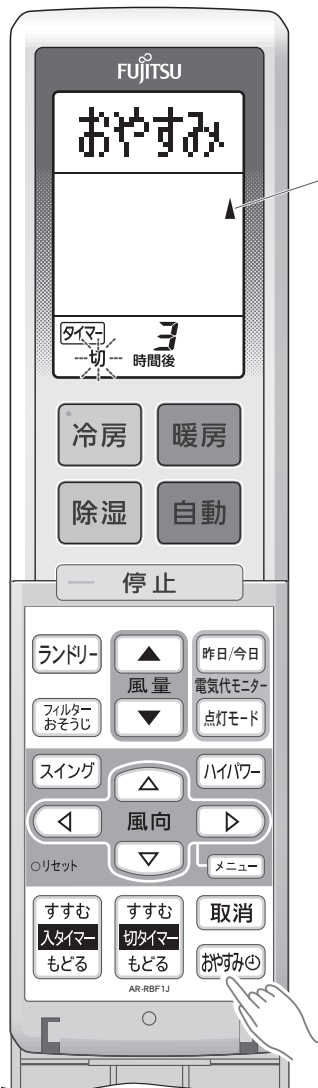 FUJITSU
おやすみ
タイマー 3
切 時間後
冷房 暖房
除湿 自動
停止
ランドリー ▲ 昨日/今日
風量 電気代モニター
フィルター
おそうじ ▼ 点灯モード
スイング △ ハイパワー
◁ 風向 ▷
○リセット ▽ メニュー
すすむ すすむ 取消
入タイマー 切タイマー
もどる もどる おやすみ
AR-RBF1J